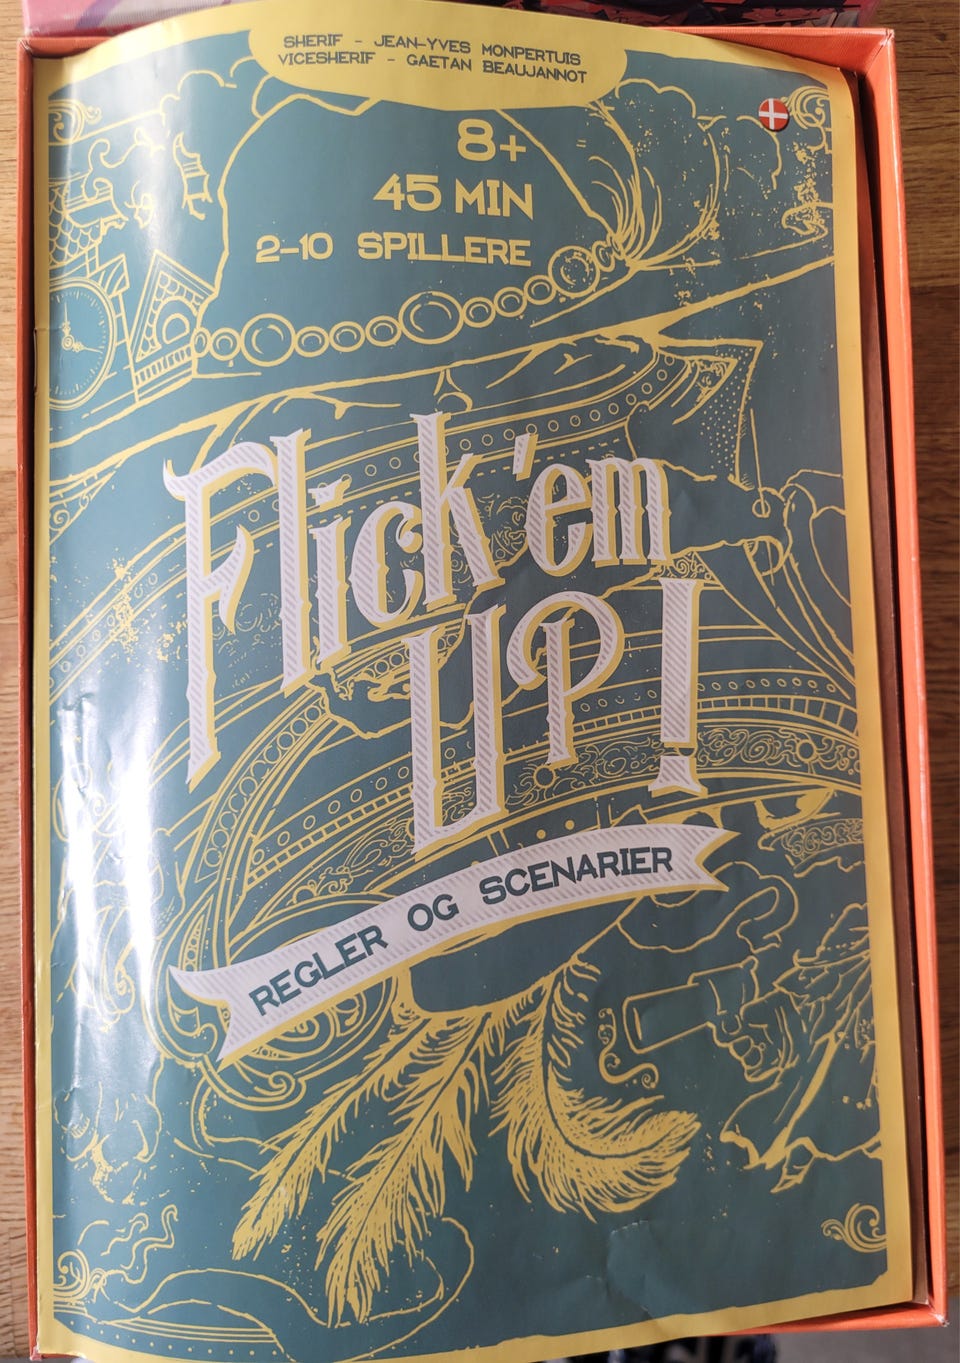 SHERIF - JEAN-YVES MONPERTUIS
VICESHERIF - GAETAN BEAUJANNOT
8+
45 MIN
2-10 SPILLERE
Flick'em
UP!
REGLER OG SCENARIER